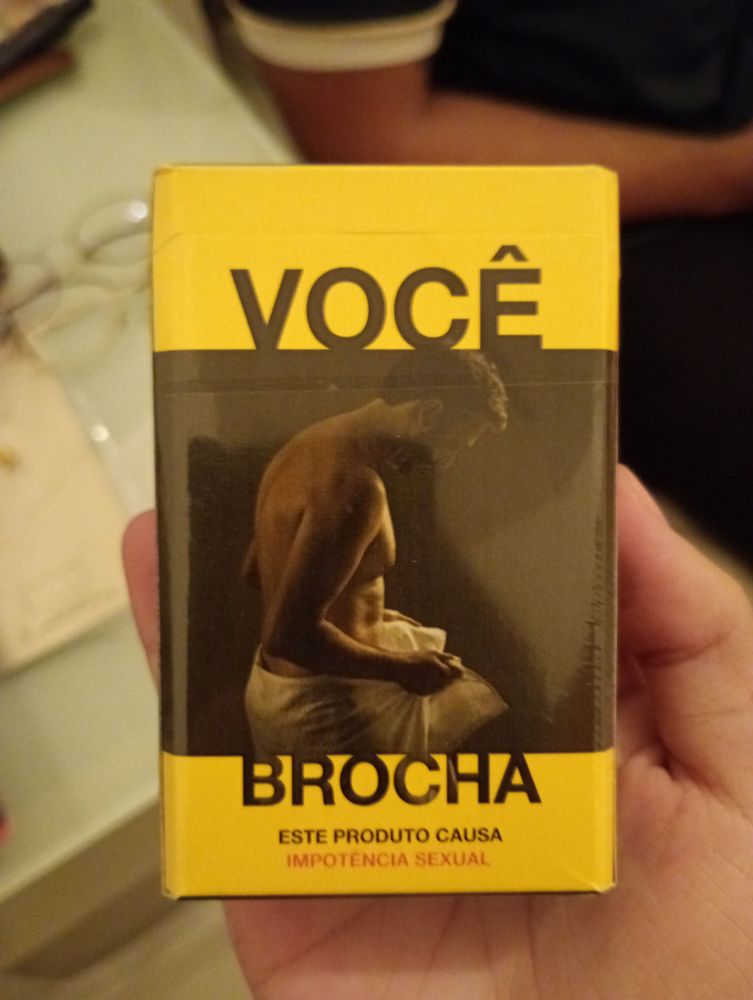 VOCÊ
BROCHA
ESTE PRODUTO CAUSA
IMPOTÊNCIA SEXUAL